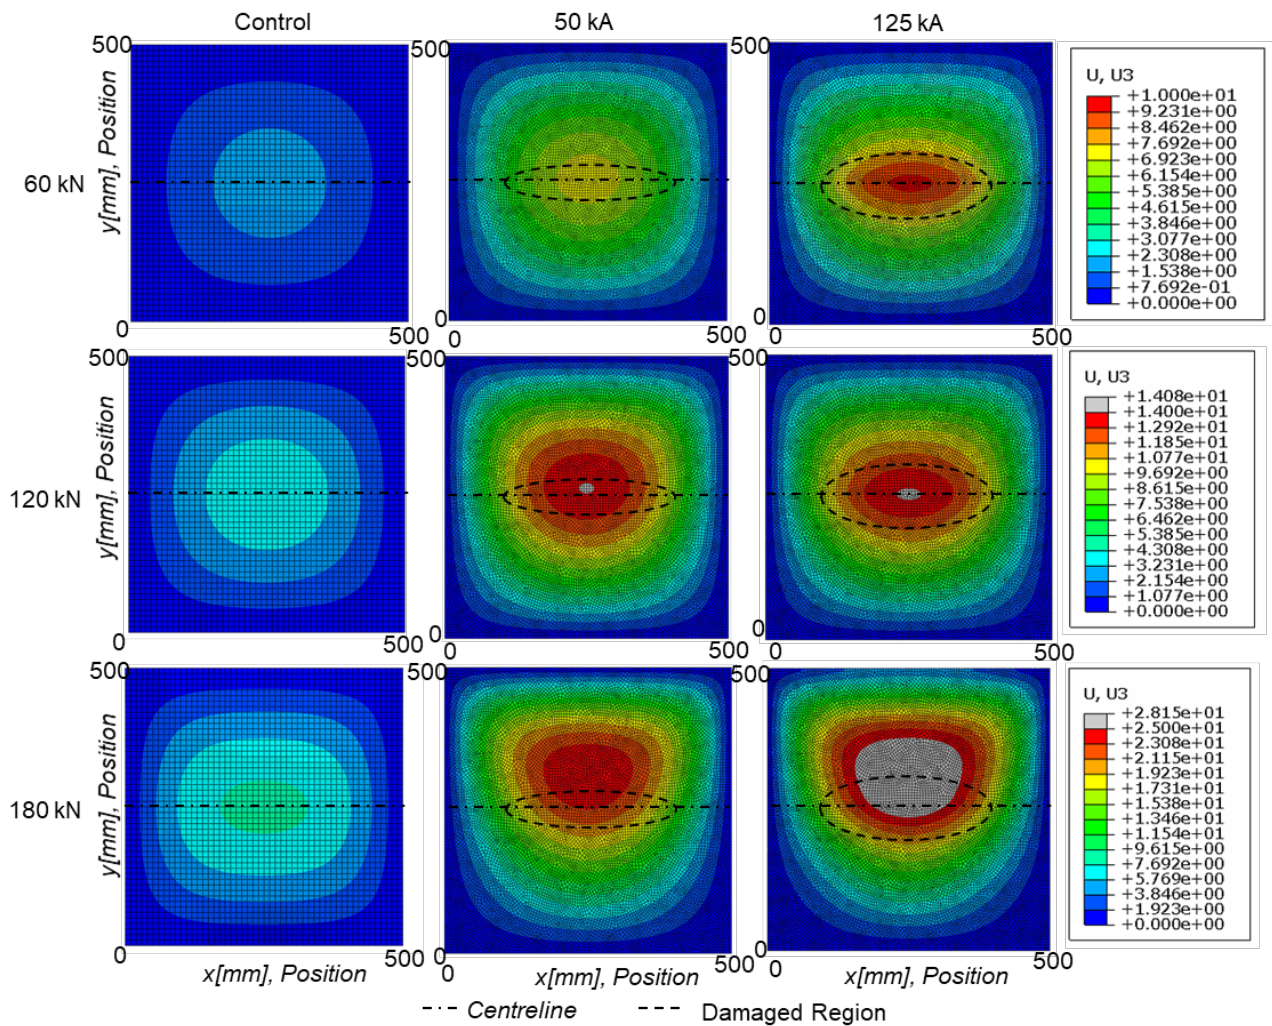 Control 50 kA 125 kA
500 500 500
y[mm], Position
60 kN
0 0 0
0 500 0 500 0 500
U, U3
+1.000e+01
+9.231e+00
+8.462e+00
+7.692e+00
+6.923e+00
+6.154e+00
+5.385e+00
+4.615e+00
+3.846e+00
+3.077e+00
+2.308e+00
+1.538e+00
+7.692e-01
+0.000e+00
500 500 500
y[mm], Position
120 kN
0 0 0
0 500 0 500 0 500
U, U3
+1.408e+01
+1.400e+01
+1.292e+01
+1.185e+01
+1.077e+01
+9.692e+00
+8.615e+00
+7.538e+00
+6.462e+00
+5.385e+00
+4.308e+00
+3.231e+00
+2.154e+00
+1.077e+00
+0.000e+00
500 500 500
y[mm], Position
180 kN
0 0 0
500 0 500 0 500
U, U3
+2.815e+01
+2.500e+01
+2.308e+01
+2.115e+01
+1.923e+01
+1.731e+01
+1.538e+01
+1.346e+01
+1.154e+01
+9.615e+00
+7.692e+00
+5.769e+00
+3.846e+00
+1.923e+00
+0.000e+00
x[mm], Position x[mm], Position x[mm], Position
Centreline Damaged Region